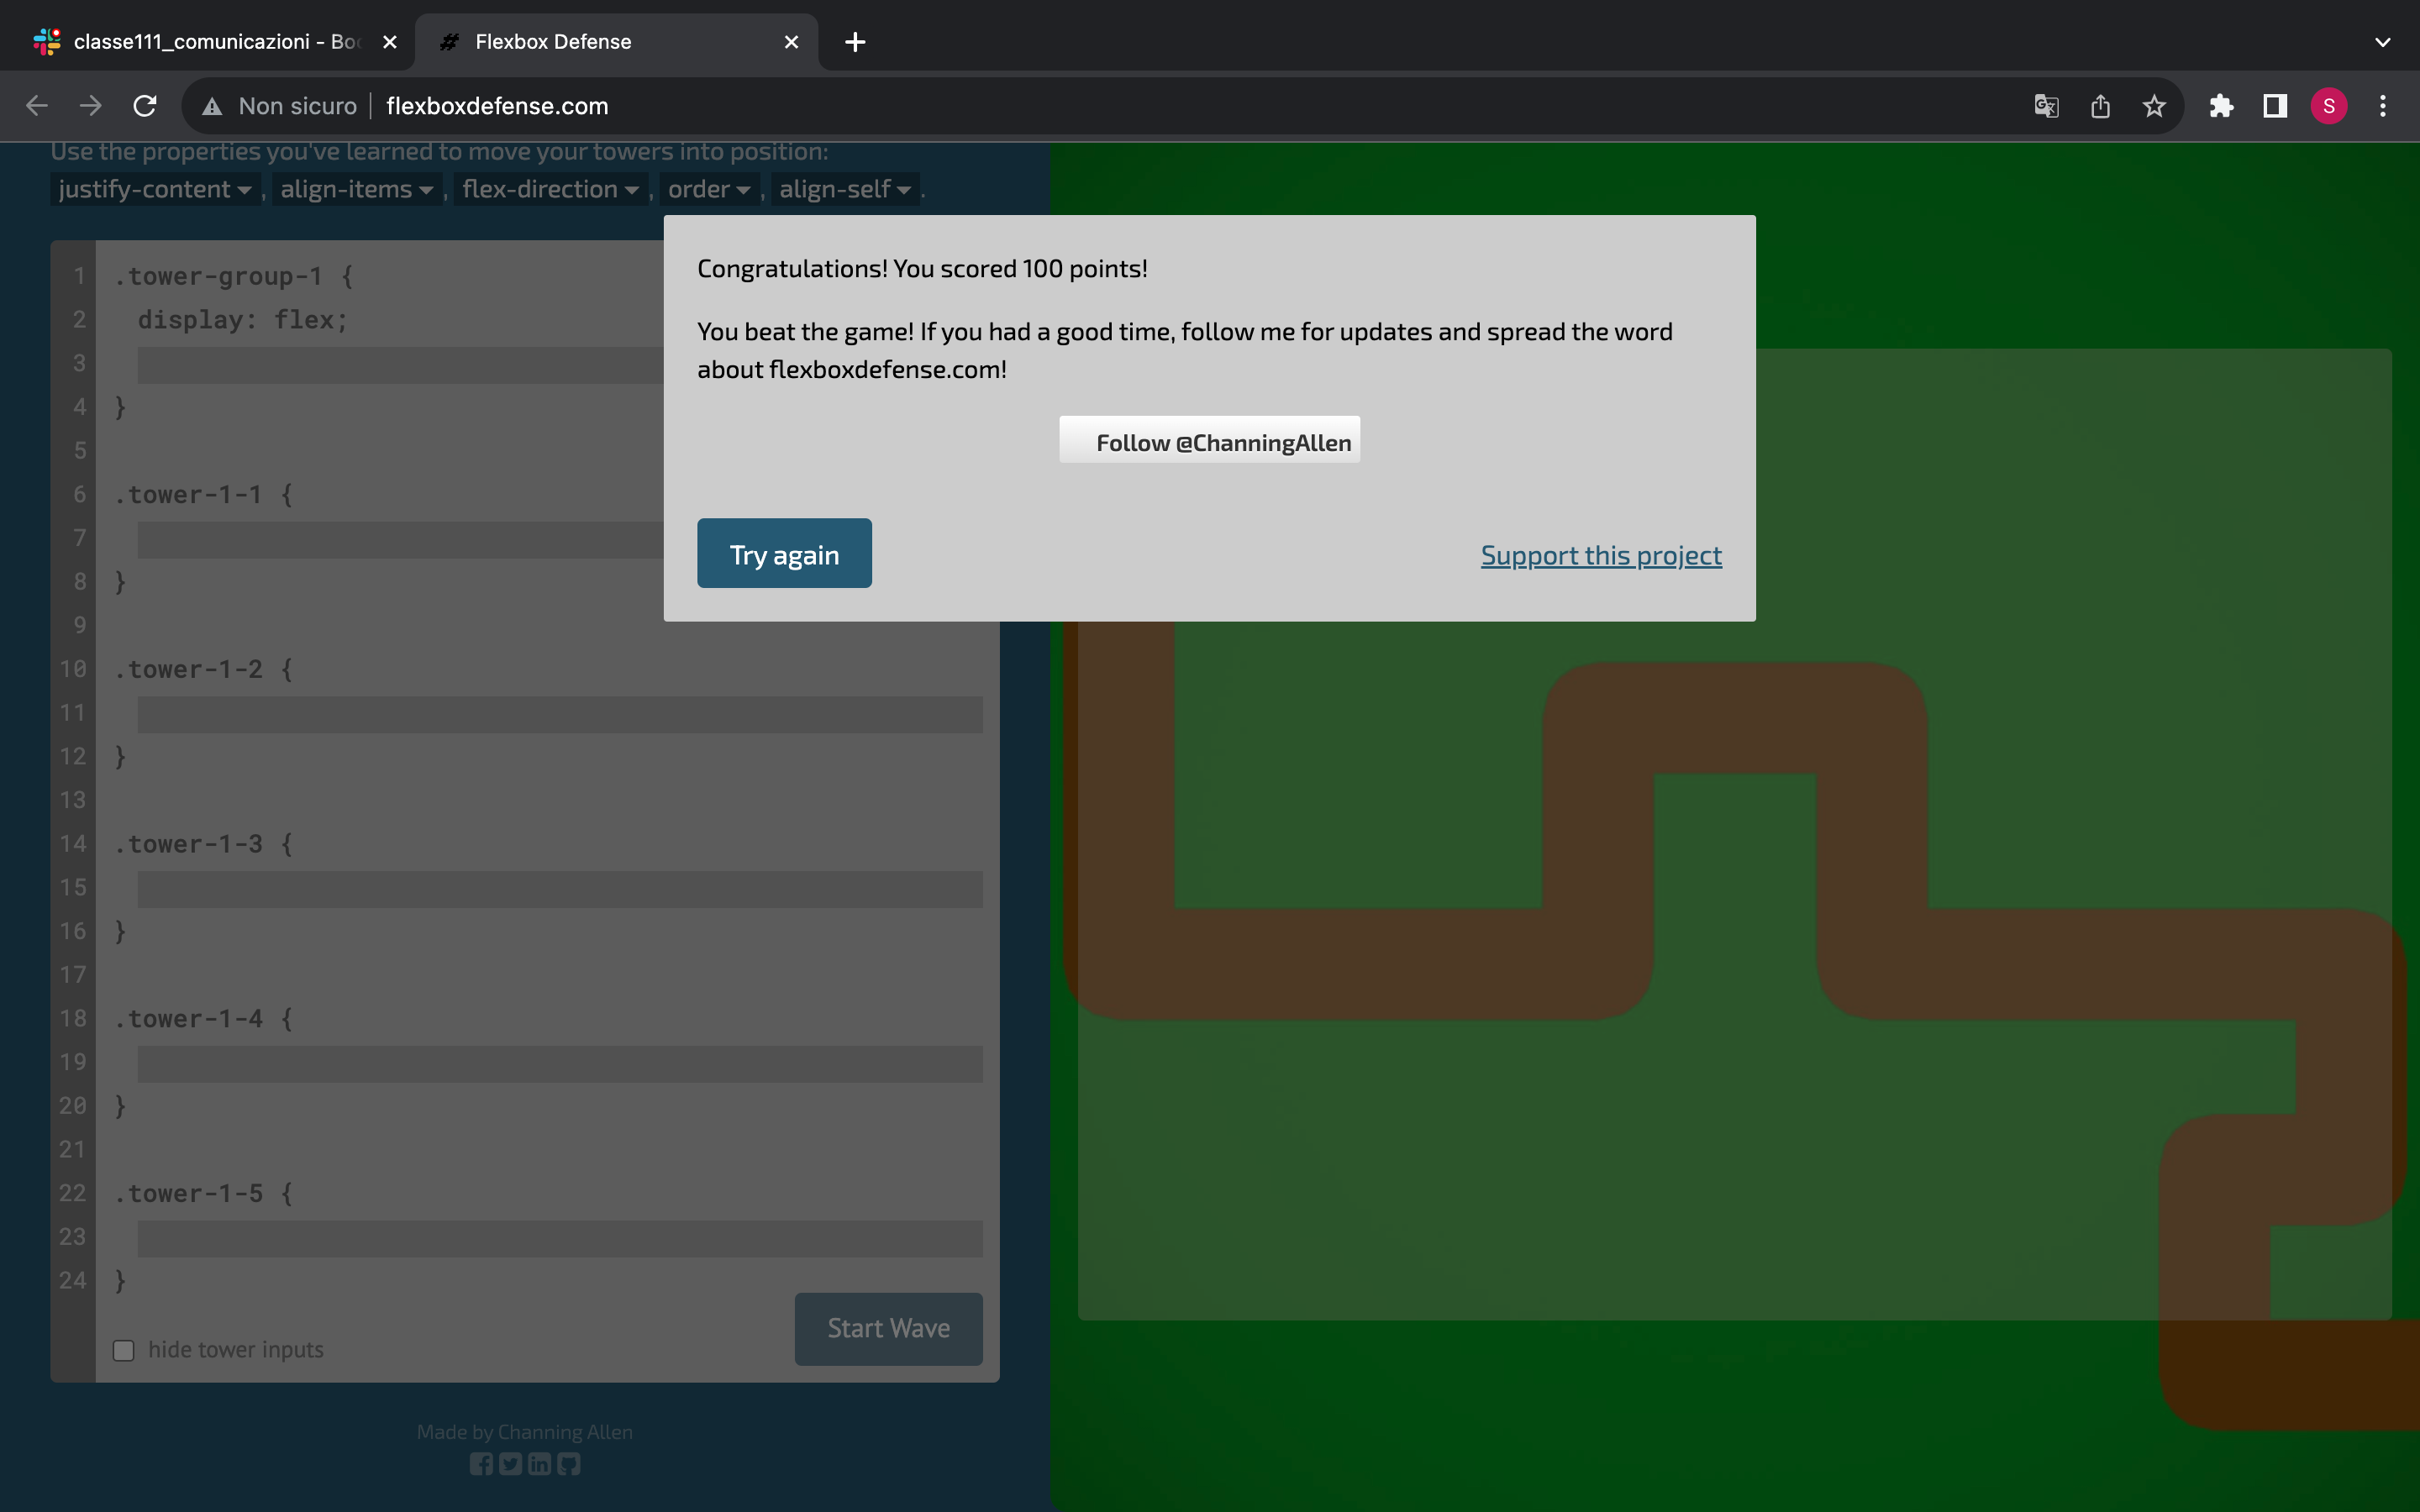 classe111_comunicazioni - Boo
Flexbox Defense
Non sicuro
flexboxdefense.com
S
Use the properties you've learned to move your towers into position:
justify-content , align-items , flex-direction , order , align-self .
1 .tower-group-1 {
2 display: flex;
3
4 }
5
6 .tower-1-1 {
7
8 }
9
10 .tower-1-2 {
11
12 }
13
14 .tower-1-3 {
15
16 }
17
18 .tower-1-4 {
19
20 }
21
22 .tower-1-5 {
23
24 }
hide tower inputs
Start Wave
Made by Channing Allen
Congratulations! You scored 100 points!
You beat the game! If you had a good time, follow me for updates and spread the word
about flexboxdefense.com!
Follow @ChanningAllen
Try again
Support this project